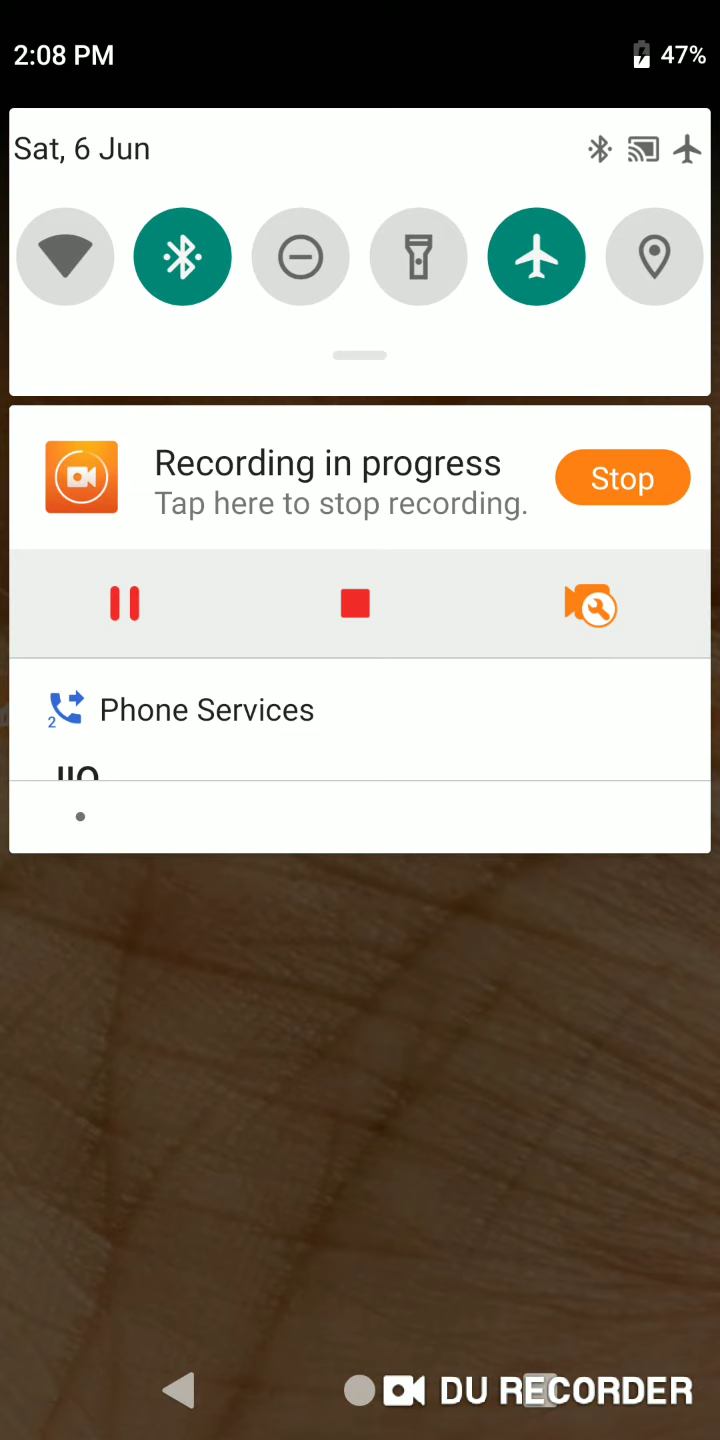 2:08 PM
47%
Sat, 6 Jun
Recording in progress
Tap here to stop recording.
Stop
2
Phone Services
DU RECORDER